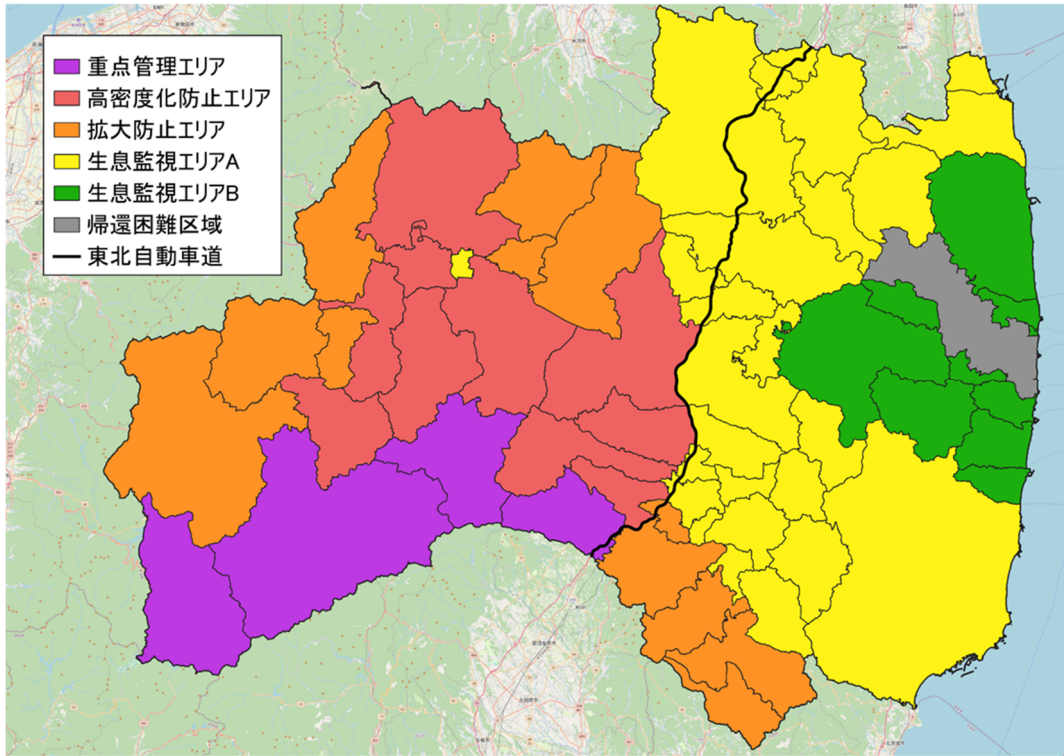 重点管理エリア
高密度化防止エリア
拡大防止エリア
生息監視エリアA
生息監視エリアB
帰還困難区域
東北自動車道